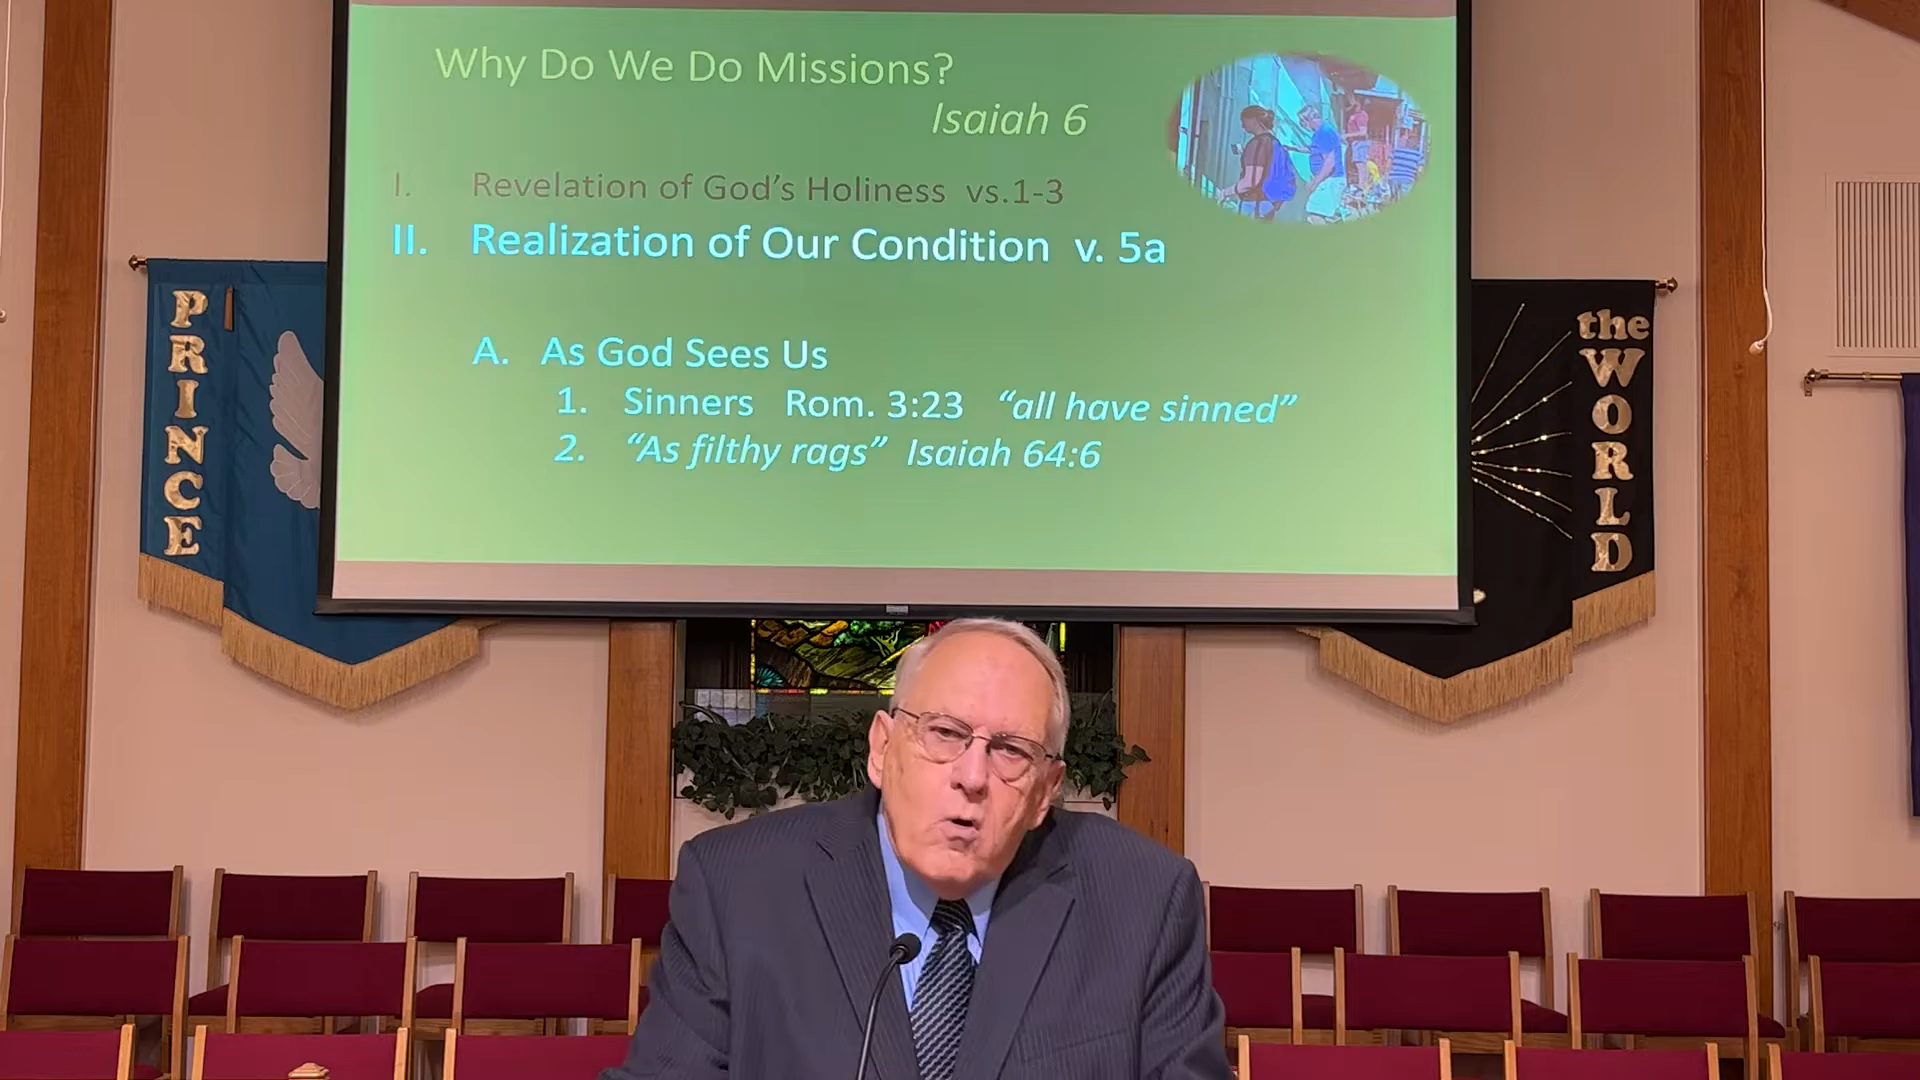 Why Do We Do Missions?
Isaiah 6
I. Revelation of God's Holiness vs.1-3
II. Realization of Our Condition v. 5a
A. As God Sees Us
1. Sinners Rom. 3:23 “all have sinned”
2. “As filthy rags” Isaiah 64:6
PRINCE
the
WORLD